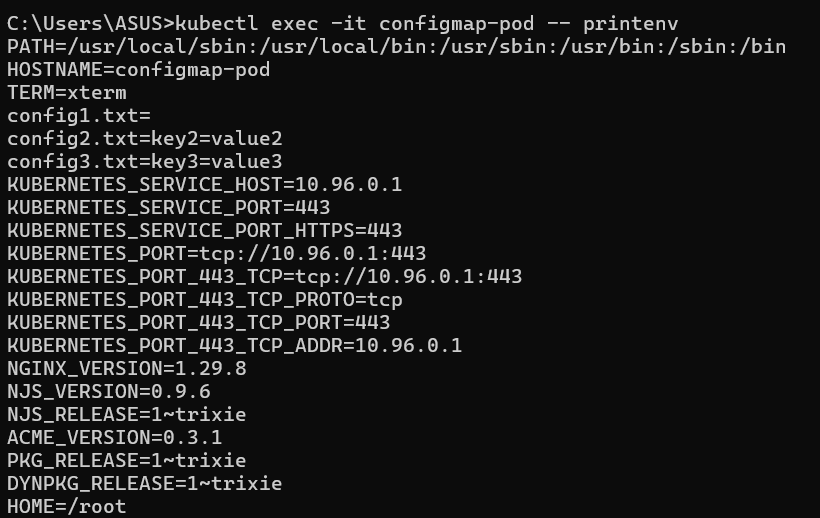 C:\Users\ASUS>kubectl exec -it configmap-pod -- printenv
PATH=/usr/local/sbin:/usr/local/bin:/usr/sbin:/usr/bin:/sbin:/bin
HOSTNAME=configmap-pod
TERM=xterm
config1.txt=
config2.txt=key2=value2
config3.txt=key3=value3
KUBERNETES_SERVICE_HOST=10.96.0.1
KUBERNETES_SERVICE_PORT=443
KUBERNETES_SERVICE_PORT_HTTPS=443
KUBERNETES_PORT=tcp://10.96.0.1:443
KUBERNETES_PORT_443_TCP=tcp://10.96.0.1:443
KUBERNETES_PORT_443_TCP_PROTO=tcp
KUBERNETES_PORT_443_TCP_PORT=443
KUBERNETES_PORT_443_TCP_ADDR=10.96.0.1
NGINX_VERSION=1.29.8
NJS_VERSION=0.9.6
NJS_RELEASE=1~trixie
ACME_VERSION=0.3.1
PKG_RELEASE=1~trixie
DYNPKG_RELEASE=1~trixie
HOME=/root